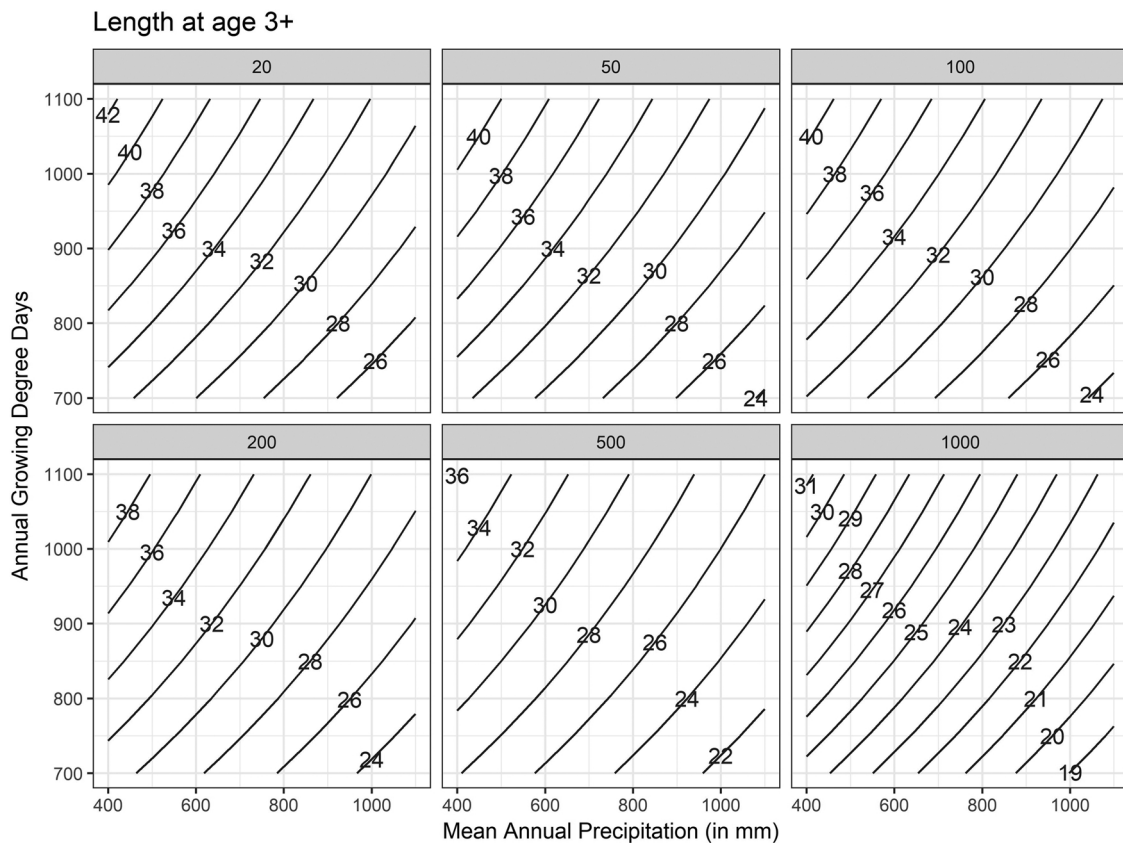 Length at age 3+
20 50 100
1100
1000
900
800
700
42 40 38 36 34 32 30 28 26
40 38 36 34 32 30 28 26 24
40 38 36 34 32 30 28 26 24
200 500 1000
1100
1000
900
800
700
38 36 34 32 30 28 26 24
36 34 32 30 28 26 24 22
31 30 29 28 27 26 25 24 23 22 21 20 19
400 600 800 1000 400 600 800 1000 400 600 800 1000
Mean Annual Precipitation (in mm)
Annual Growing Degree Days